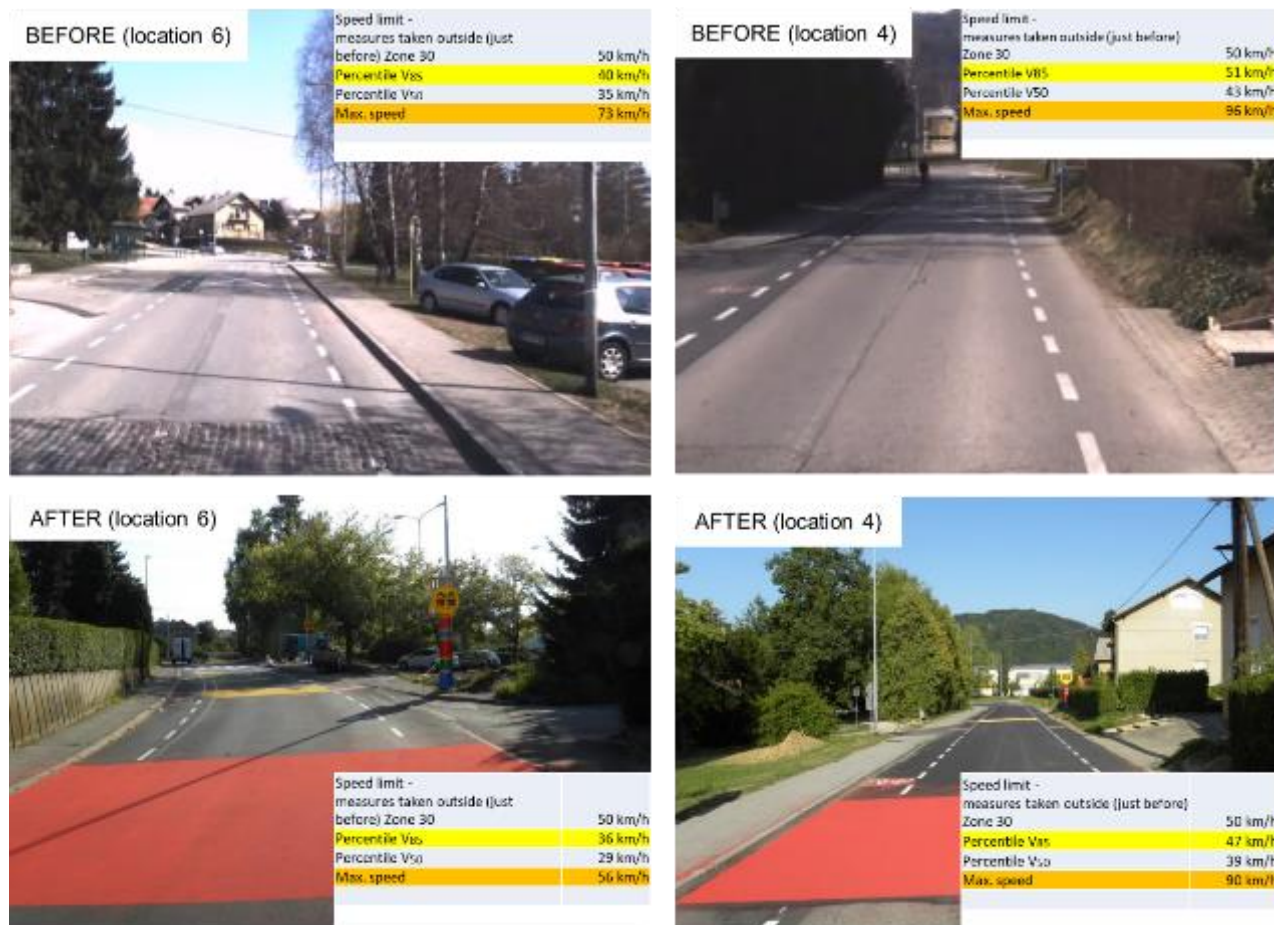 BEFORE (location 6)
Speed limit -
measures taken outside (just
before) Zone 30 50 km/h
Percentile V85 40 km/h
Percentile V50 35 km/h
Max. speed 73 km/h
BEFORE (location 4)
Speed limit -
measures taken outside (just before)
Zone 30 50 km/h
Percentile V85 51 km/h
Percentile V50 43 km/h
Max. speed 96 km/h
AFTER (location 6)
Speed limit -
measures taken outside (just
before) Zone 30 50 km/h
Percentile V85 36 km/h
Percentile V50 29 km/h
Max. speed 56 km/h
AFTER (location 4)
Speed limit -
measures taken outside (just before)
Zone 30 50 km/h
Percentile V85 47 km/h
Percentile V50 39 km/h
Max. speed 90 km/h